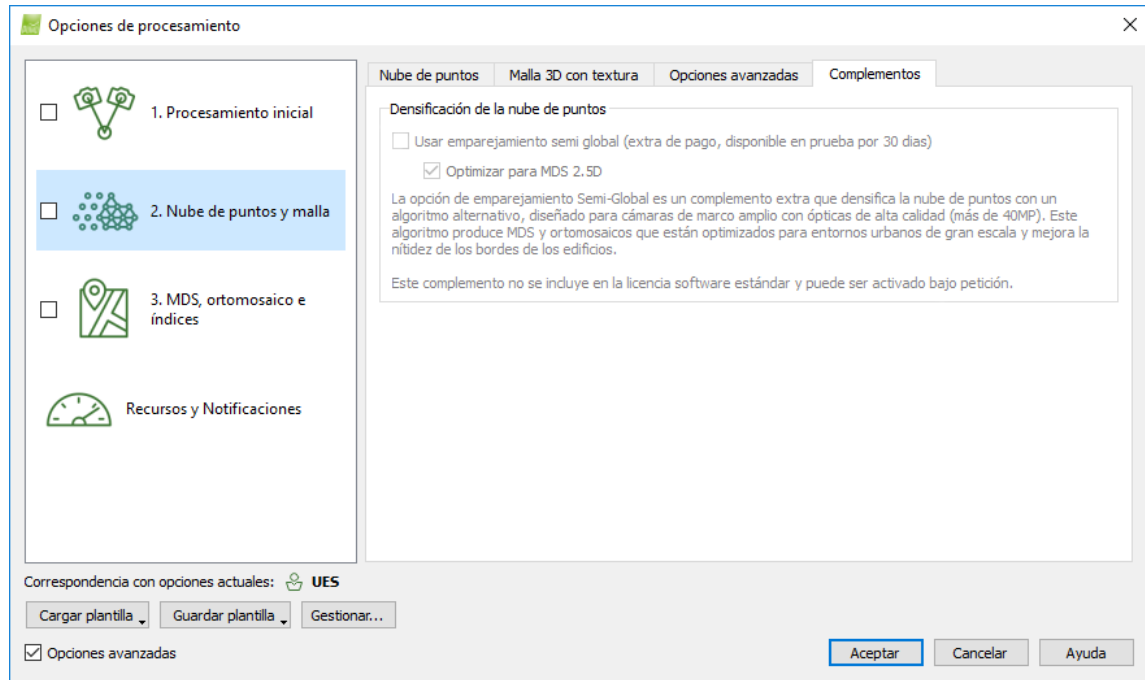 Opciones de procesamiento
1. Procesamiento inicial
2. Nube de puntos y malla
3. MDS, ortomosaico e
índices
Recursos y Notificaciones
Nube de puntos
Malla 3D con textura
Opciones avanzadas
Complementos
Densificación de la nube de puntos
Usar emparejamiento semi global (extra de pago, disponible en prueba por 30 dias)
Optimizar para MDS 2.5D
La opción de emparejamiento Semi-Global es un complemento extra que densifica la nube de puntos con un
algoritmo alternativo, diseñado para cámaras de marco amplio con ópticas de alta calidad (más de 40MP). Este
algoritmo produce MDS y ortomosaicos que están optimizados para entornos urbanos de gran escala y mejora la
nítidez de los bordes de los edificios.
Este complemento no se incluye en la licencia software estándar y puede ser activado bajo petición.
Correspondencia con opciones actuales: UES
Cargar plantilla
Guardar plantilla
Gestionar...
Opciones avanzadas
Aceptar
Cancelar
Ayuda